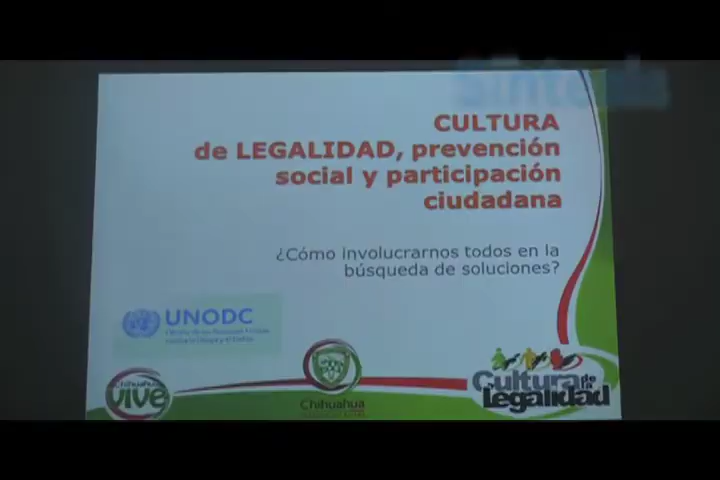 CULTURA
de LEGALIDAD, prevención
social y participación
ciudadana
¿Cómo involucrarnos todos en la
búsqueda de soluciones?
UNODC
Chihuahua
vive
Chihuahua
Cultura de la
legalidad